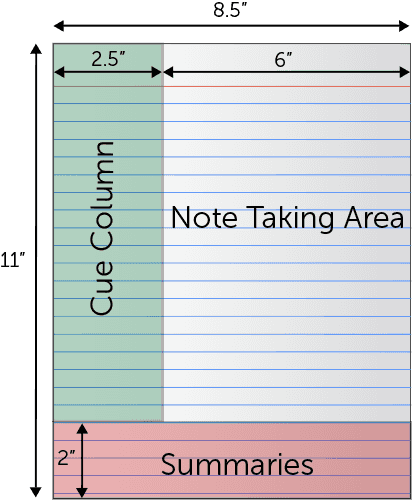 8.5″
2.5″
6″
Cue Column
Note Taking Area
11″
2″
Summaries